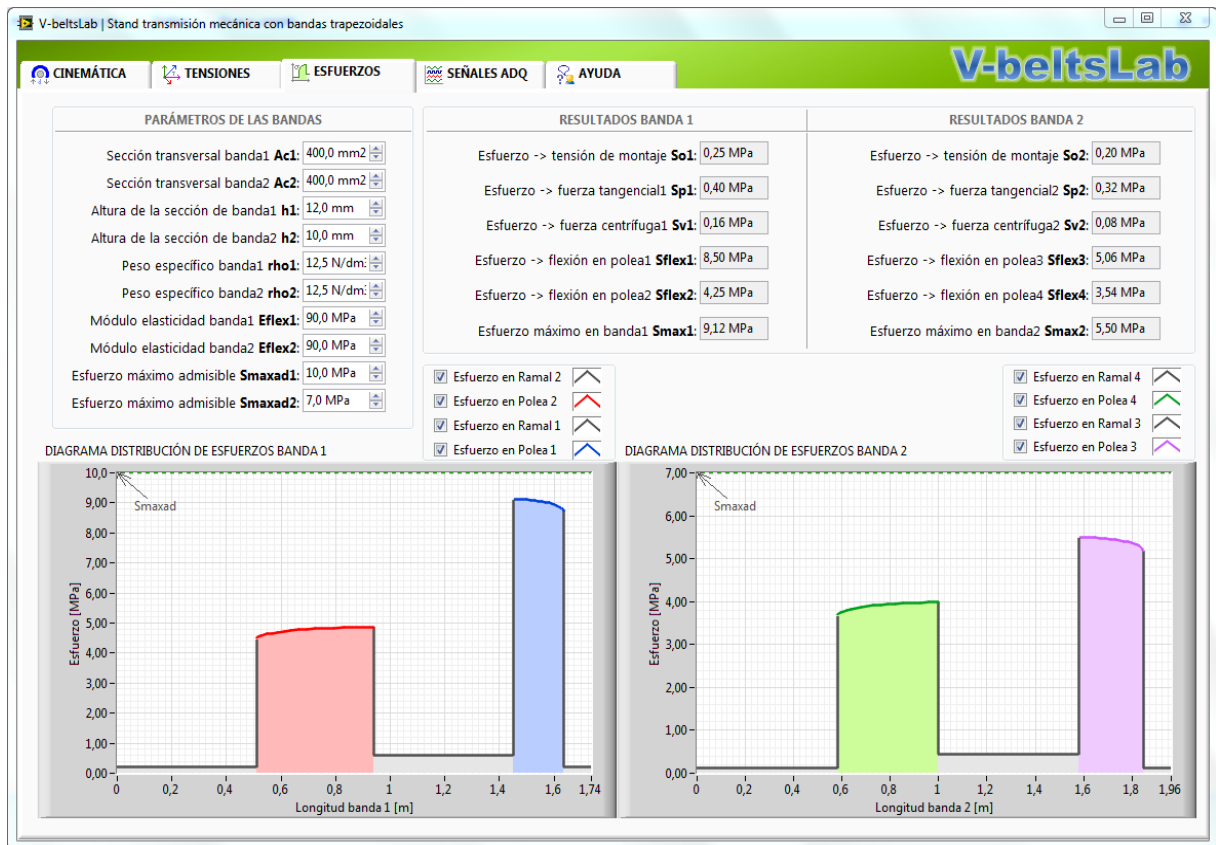 V-beltsLab | Stand transmisión mecánica con bandas trapezoidales
V-beltsLab
CINEMÁTICA
TENSIONES
ESFUERZOS
SEÑALES ADQ
AYUDA
PARÁMETROS DE LAS BANDAS
Sección transversal banda1 Ac1: 400,0 mm2
Sección transversal banda2 Ac2: 400,0 mm2
Altura de la sección de banda1 h1: 12,0 mm
Altura de la sección de banda2 h2: 10,0 mm
Peso específico banda1 rho1: 12,5 N/dm:
Peso específico banda2 rho2: 12,5 N/dm:
Módulo elasticidad banda1 Eflex1: 90,0 MPa
Módulo elasticidad banda2 Eflex2: 90,0 MPa
Esfuerzo máximo admisible Smaxad1: 10,0 MPa
Esfuerzo máximo admisible Smaxad2: 7,0 MPa
RESULTADOS BANDA 1
Esfuerzo -> tensión de montaje So1: 0,25 MPa
Esfuerzo -> fuerza tangencial1 Sp1: 0,40 MPa
Esfuerzo -> fuerza centrífuga1 Sv1: 0,16 MPa
Esfuerzo -> flexión en polea1 Sflex1: 8,50 MPa
Esfuerzo -> flexión en polea2 Sflex2: 4,25 MPa
Esfuerzo máximo en banda1 Smax1: 9,12 MPa
RESULTADOS BANDA 2
Esfuerzo -> tensión de montaje So2: 0,20 MPa
Esfuerzo -> fuerza tangencial2 Sp2: 0,32 MPa
Esfuerzo -> fuerza centrífuga2 Sv2: 0,08 MPa
Esfuerzo -> flexión en polea3 Sflex3: 5,06 MPa
Esfuerzo -> flexión en polea4 Sflex4: 3,54 MPa
Esfuerzo máximo en banda2 Smax2: 5,50 MPa
Esfuerzo en Ramal 2
Esfuerzo en Polea 2
Esfuerzo en Ramal 1
Esfuerzo en Polea 1
Esfuerzo en Ramal 4
Esfuerzo en Polea 4
Esfuerzo en Ramal 3
Esfuerzo en Polea 3
DIAGRAMA DISTRIBUCIÓN DE ESFUERZOS BANDA 1
10,0
9,00
8,00
7,00
6,00
5,00
4,00
3,00
2,00
1,00
0,00
Esfuerzo [MPa]
Smaxad
0 0,2 0,4 0,6 0,8 1 1,2 1,4 1,6 1,74
Longitud banda 1 [m]
DIAGRAMA DISTRIBUCIÓN DE ESFUERZOS BANDA 2
7,00
6,00
5,00
4,00
3,00
2,00
1,00
0,00
Esfuerzo [MPa]
Smaxad
0 0,2 0,4 0,6 0,8 1 1,2 1,4 1,6 1,8 1,96
Longitud banda 2 [m]